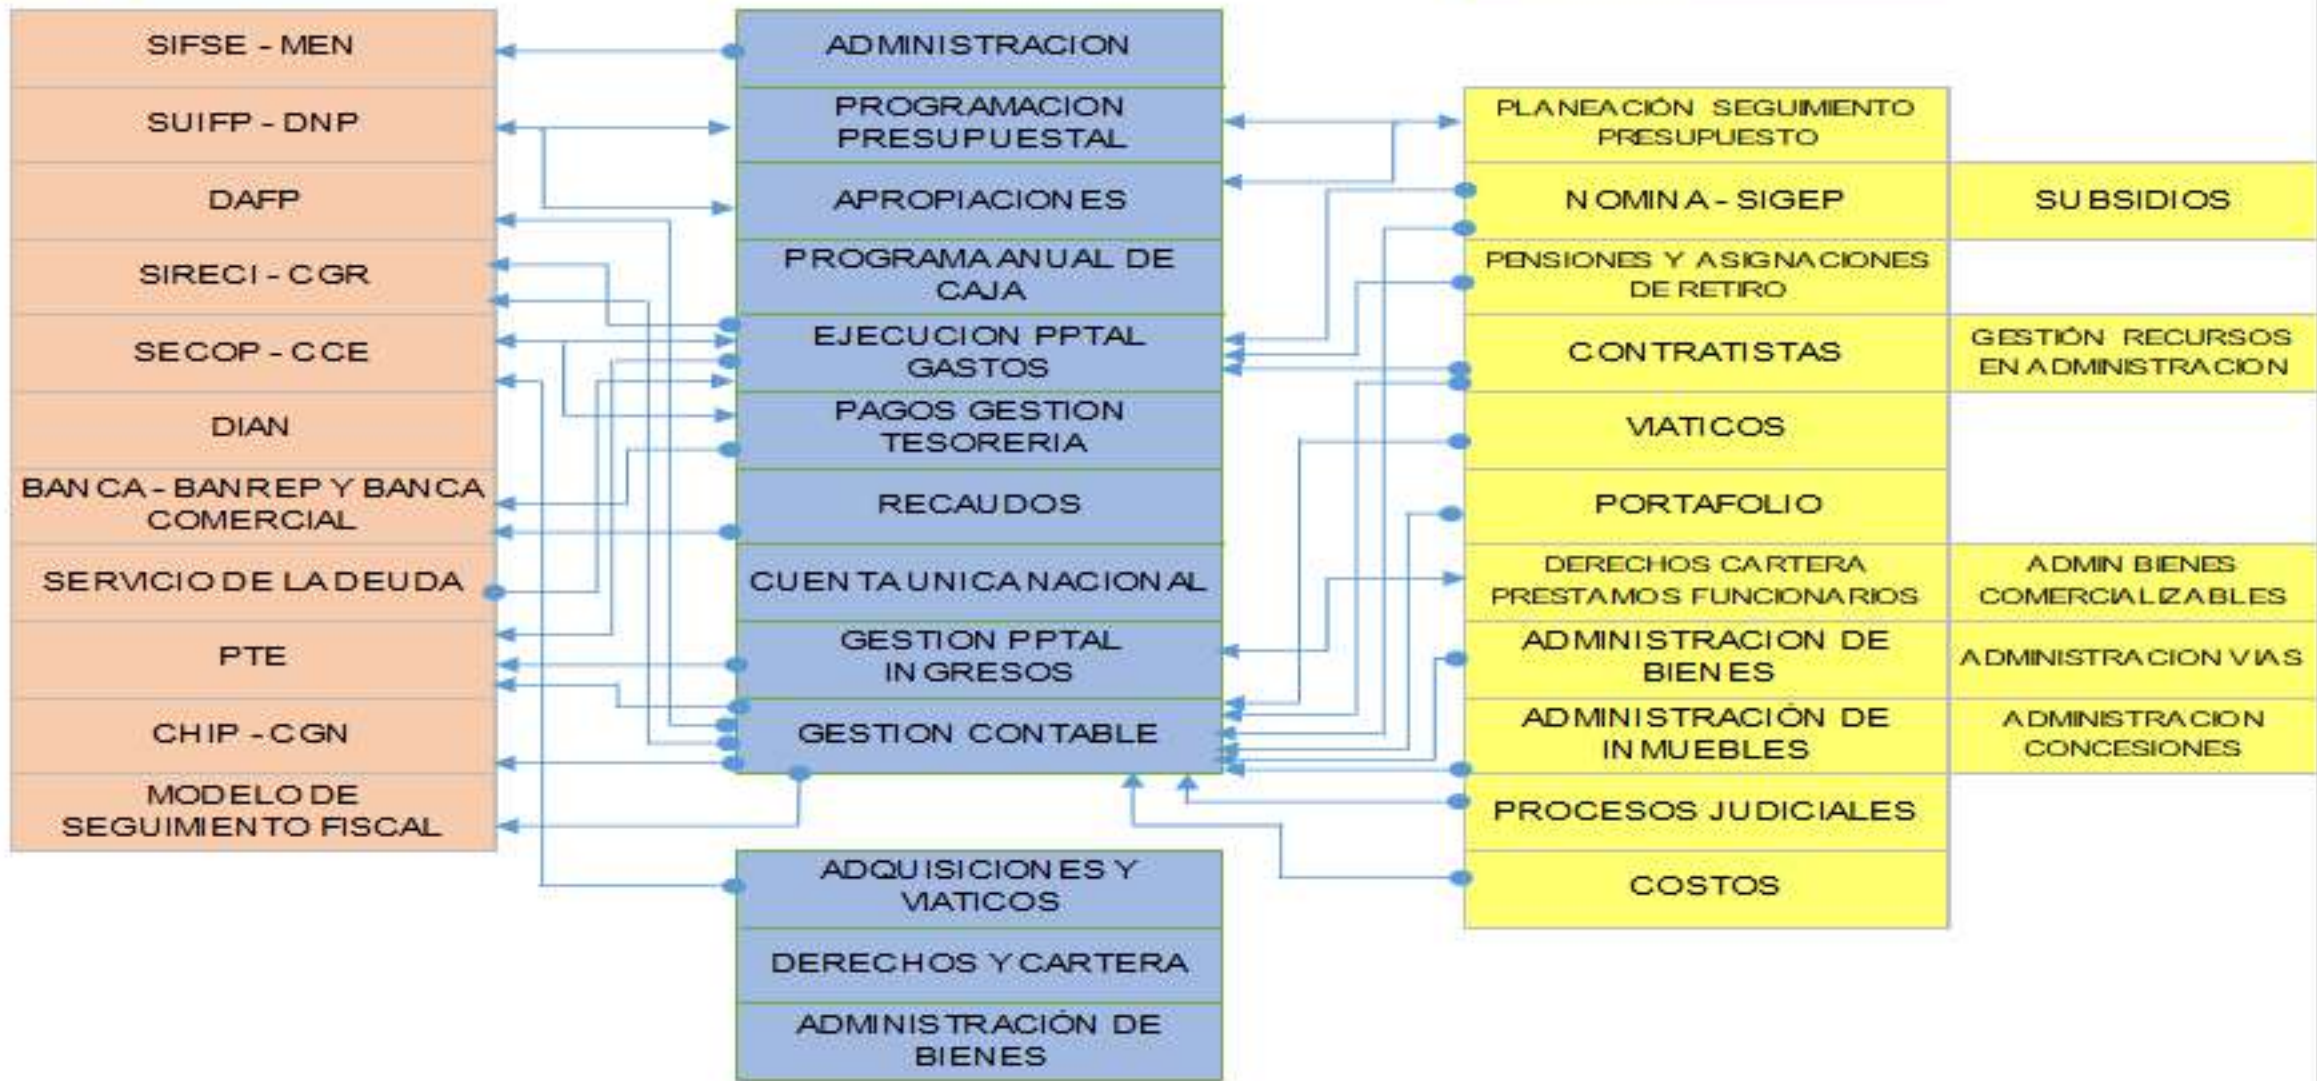 SIFSE - MEN
SUIFP - DNP
DAFP
SIRECI - CGR
SECOP - CCE
DIAN
BANCA - BANREP Y BANCA
COMERCIAL
SERVICIO DE LA DEUDA
PTE
CHIP - CGN
MODELO DE
SEGUIMIENTO FISCAL
ADMINISTRACION
PROGRAMACION
PRESUPUESTAL
APROPIACIONES
PROGRAMA ANUAL DE
CAJA
EJECUCION PPTAL
GASTOS
PAGOS GESTION
TESORERIA
RECAUDOS
CUENTA UNICA NACIONAL
GESTION PPTAL
INGRESOS
GESTION CONTABLE
ADQUISICIONES Y
VIATICOS
DERECHOS Y CARTERA
ADMINISTRACIÓN DE
BIENES
PLANEACIÓN SEGUIMIENTO
PRESUPUESTO
NOMINA - SIGEP
PENSIONES Y ASIGNACIONES
DE RETIRO
CONTRATISTAS
VIATICOS
PORTAFOLIO
DERECHOS CARTERA
PRESTAMOS FUNCIONARIOS
ADMINISTRACION DE
BIENES
ADMINISTRACIÓN DE
INMUEBLES
PROCESOS JUDICIALES
COSTOS
SUBSIDIOS
GESTIÓN RECURSOS
EN ADMINISTRACION
ADMIN BIENES
COMERCIALIZABLES
ADMINISTRACION VIAS
ADMINISTRACION
CONCESIONES